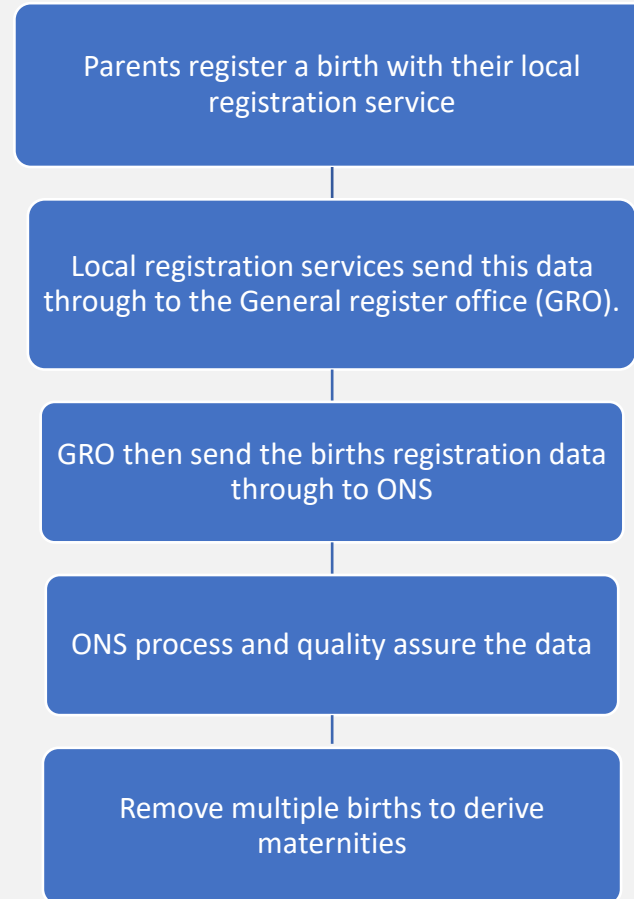 Parents register a birth with their local
registration service
Local registration services send this data
through to the General register office (GRO).
GRO then send the births registration data
through to ONS
ONS process and quality assure the data
Remove multiple births to derive
maternities